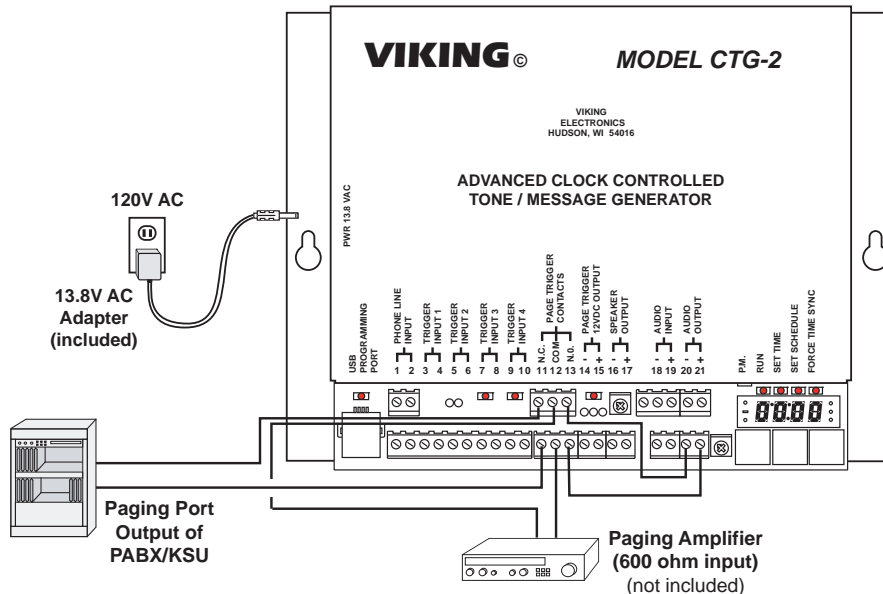 VIKING©
MODEL CTG-2
VIKING
ELECTRONICS
HUDSON, WI 54016
ADVANCED CLOCK CONTROLLED
TONE / MESSAGE GENERATOR
120V AC
13.8V AC
Adapter
(included)
PWR 13.8 VAC
USB
PROGRAMMING
PORT
PHONE LINE
INPUT
TRIGGER
INPUT 1
TRIGGER
INPUT 2
TRIGGER
INPUT 3
TRIGGER
INPUT 4
PAGE TRIGGER
CONTACTS
N.C.
COM
N.O.
PAGE TRIGGER
12VDC OUTPUT
SPEAKER
OUTPUT
AUDIO
INPUT
AUDIO
OUTPUT
P.M.
RUN
SET TIME
SET SCHEDULE
FORCE TIME SYNC
- + - + - + - +
1 2 3 4 5 6 7 8 9 10 11 12 13 14 15 16 17 18 19 20 21
88:88
Paging Port
Output of
PABX/KSU
Paging Amplifier
(600 ohm input)
(not included)